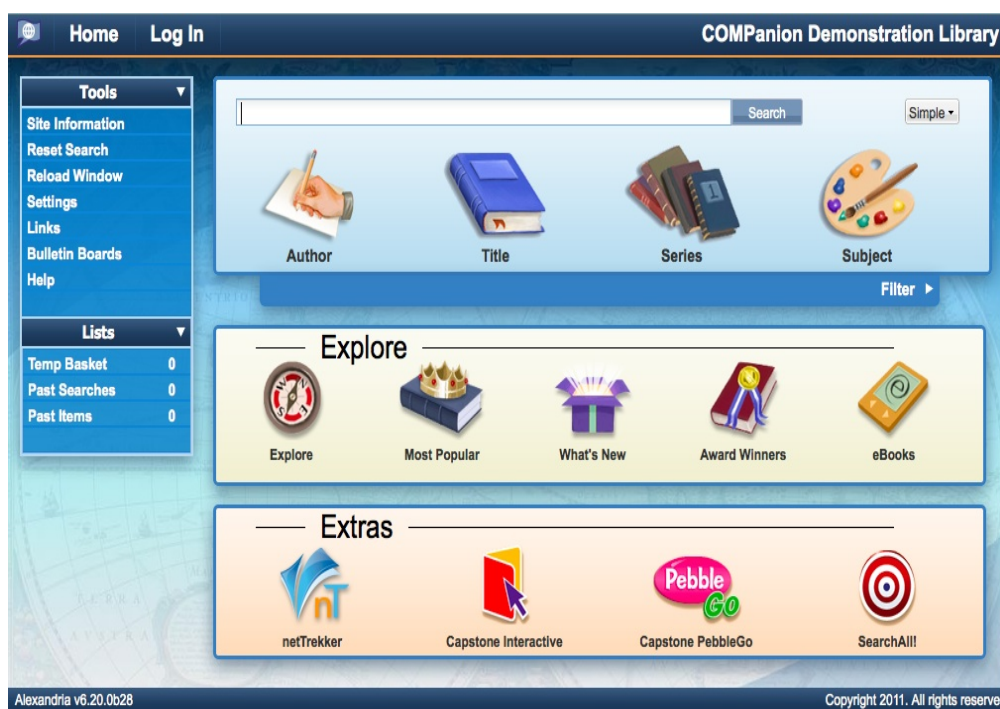 Home Log In COMPanion Demonstration Library
Tools
Site Information
Reset Search
Reload Window
Settings
Links
Bulletin Boards
Help
Lists
Temp Basket 0
Past Searches 0
Past Items 0
Search Simple
1
Author Title Series Subject
Filter
Explore
Explore Most Popular What's New Award Winners eBooks
Extras
nT
Pebble
Go
netTrekker Capstone Interactive Capstone PebbleGo SearchAll!
Alexandria v6.20.0b28 Copyright 2011. All rights reserve